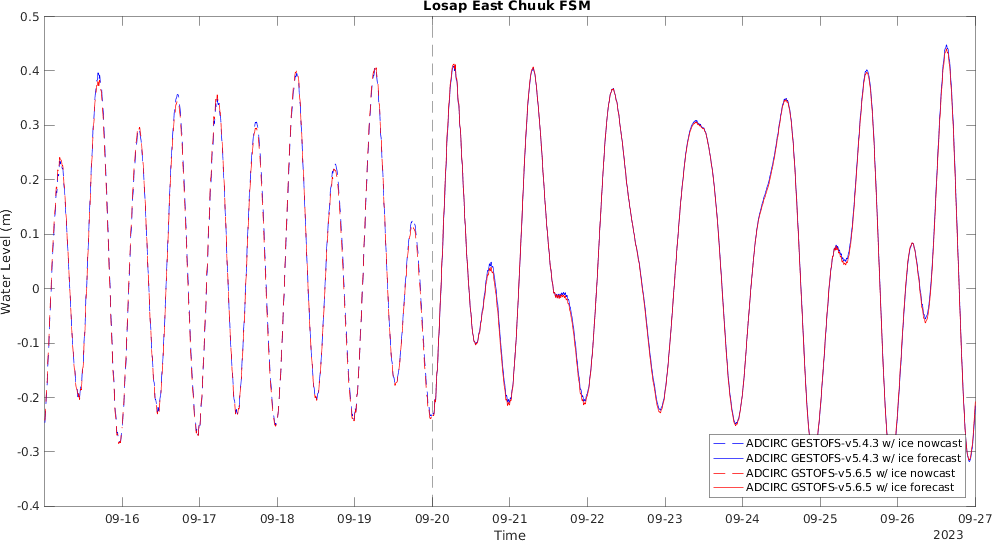 Losap East Chuuk FSM
0.5
0.4
0.3
0.2
0.1
0
-0.1
-0.2
-0.3
-0.4
Water Level (m)
ADCIRC GESTOFS-v5.4.3 w/ ice nowcast
ADCIRC GESTOFS-v5.4.3 w/ ice forecast
ADCIRC GSTOFS-v5.6.5 w/ ice nowcast
ADCIRC GSTOFS-v5.6.5 w/ ice forecast
09-16 09-17 09-18 09-19 09-20 09-21 09-22 09-23 09-24 09-25 09-26 09-27
Time
2023